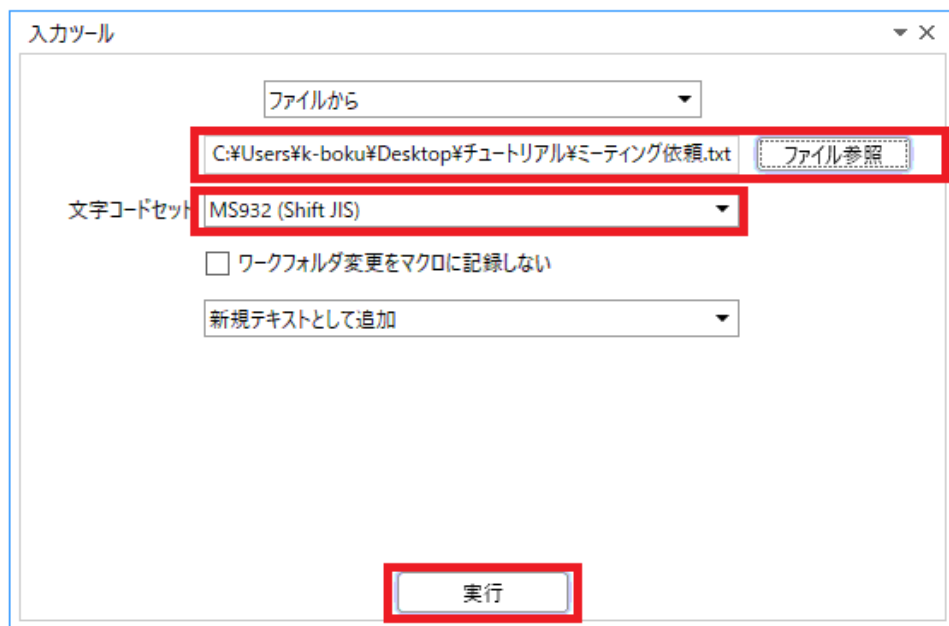 入力ツール
ファイルから
C:¥Users¥k-boku¥Desktop¥チュートリアル¥ミーティング依頼.txt ファイル参照
文字コードセット MS932 (Shift JIS)
ワークフォルダ変更をマクロに記録しない
新規テキストとして追加
実行